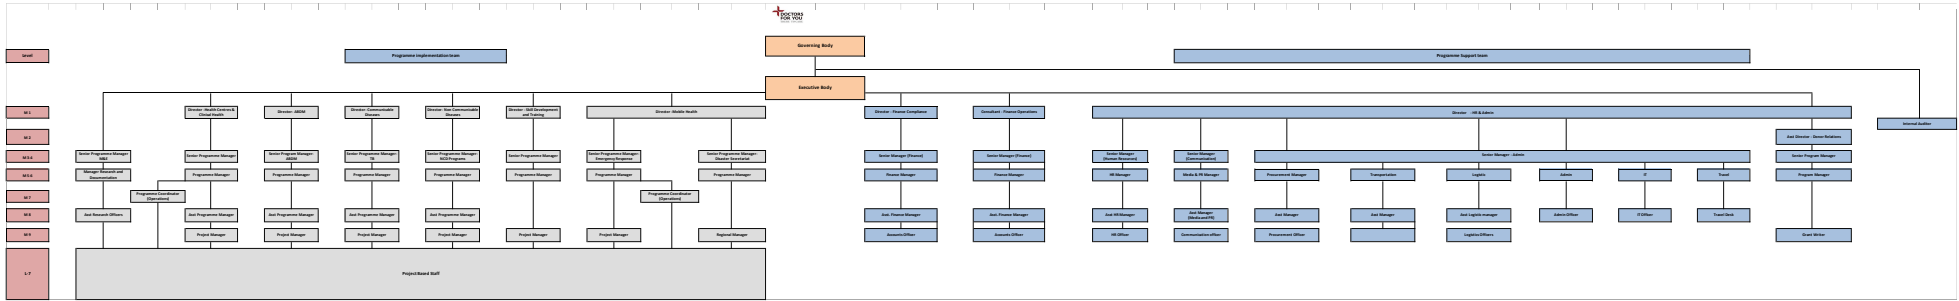 DOCTORS
FOR YOU
Governing Body
Level
Programme implementation team
Programme Support team
Executive Body
M 1
Director -Health Centres &
Clinical Health
Director- ABDM
Director- Communicable
Diseases
Director - Non Communicable
Diseases
Director - Skill Development
and Training
Director -Mobile Health
Director - Finance Compliance
Consultant - Finance Operations
Director - HR & Admin
Internal Auditor
M 2
Asst Director - Donor Relations
Senior Programme Manager
M&E
Senior Programme Manager
Senior Program Manager-
ABDM
Senior Programme Manager-
TB
Senior Programme Manager-
NCD Programs
Senior Programme Manager
Senior Programme Manager-
Emergency Response
Senior Programme Manager-
Disaster Secretariat
Senior Manager (Finance)
Senior Manager (Finance)
Senior Manager
(Human Resources)
Senior Manager
(Communication)
Senior Manager - Admin
Senior Program Manager
Manager Research and
Documentation
Programme Manager
Programme Manager
Programme Manager
Programme Manager
Programme Manager
Programme Manager
Programme Manager
Finance Manager
Finance Manager
HR Manager
Media & PR Manager
Procurement Manager
Transportation
Logistic
Admin
IT
Travel
Program Manager
M 7
Programme Coordinator
(Operations)
Programme Coordinator
(Operations)
M 8
Asst Research Officers
Asst Programme Manager
Asst Programme Manager
Asst Programme Manager
Asst Programme Manager
Asst Programme Manager
Asst Programme Manager
Asst. Finance Manager
Asst. Finance Manager
Asst HR Manager
Asst Manager
(Media and PR)
Asst Manager
Asst Manager
Asst Logistic manager
Admin Officer
IT Officer
Travel Desk
M 9
Project Manager
Project Manager
Project Manager
Project Manager
Project Manager
Project Manager
Regional Manager
Accounts Officer
Accounts Officer
HR Officer
Communication officer
Procurement Officer
Logistics Officers
Grant Writer
L-7
Project Based Staff